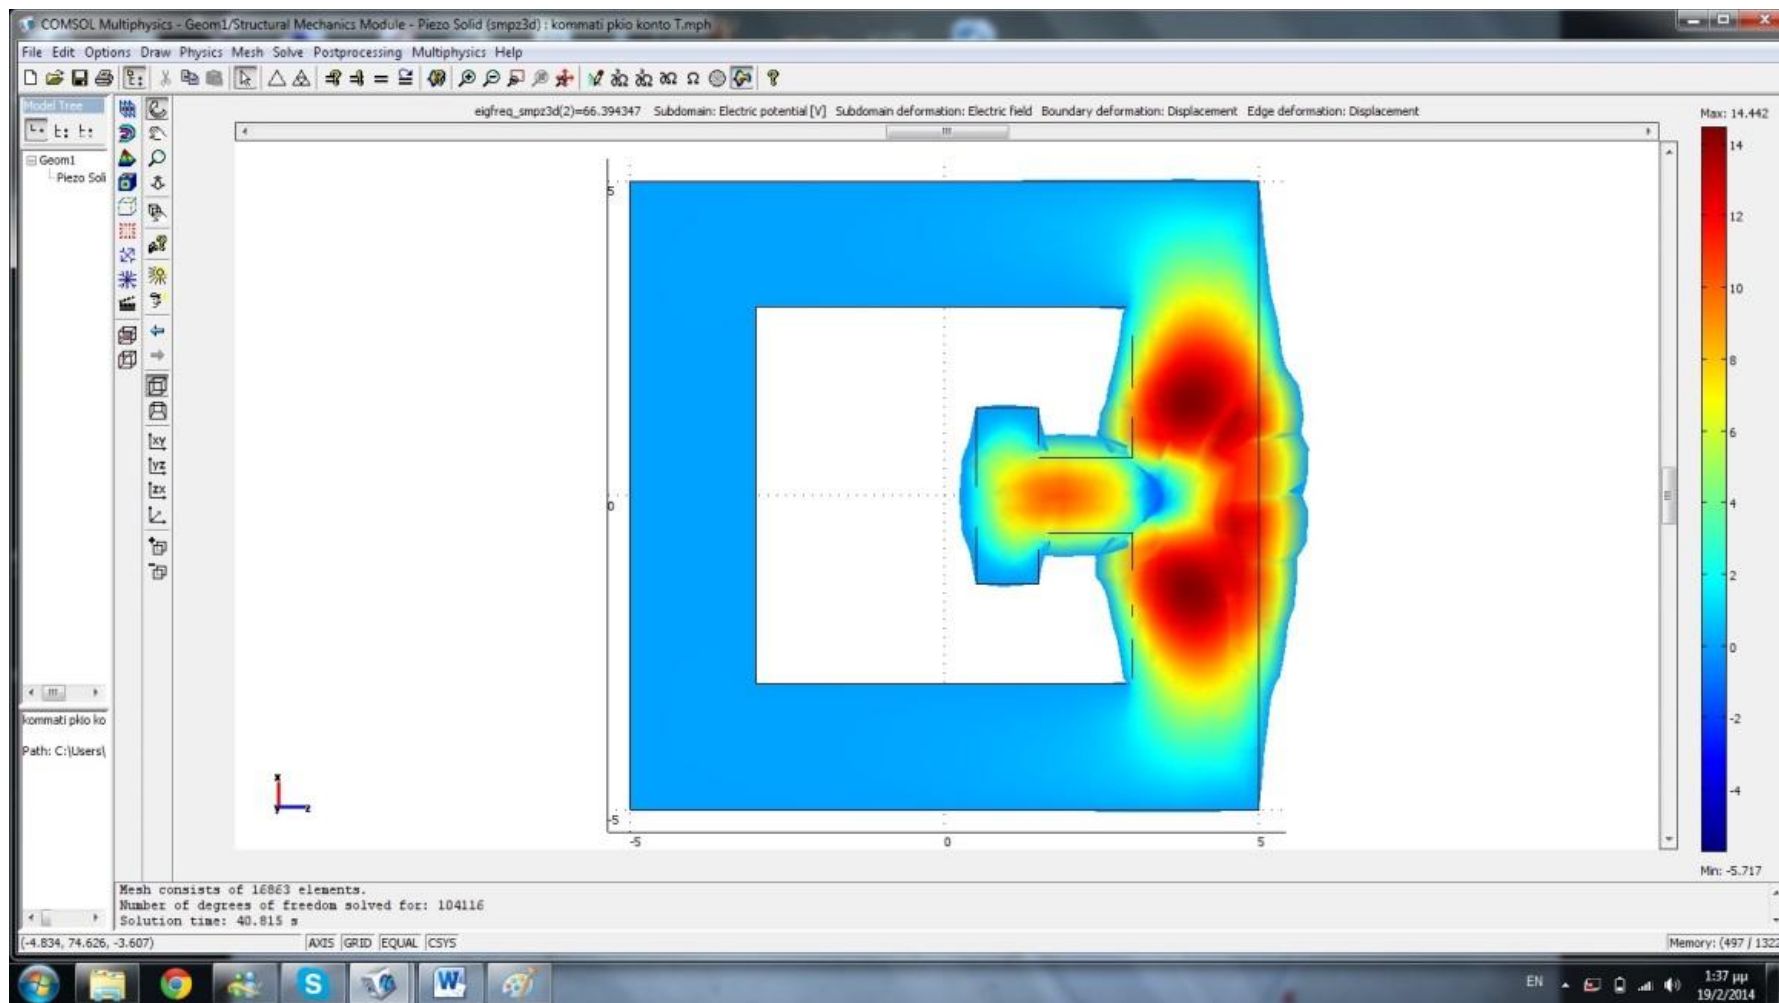 COMSOL Multiphysics - Geom1/Structural Mechanics Module - Piezo Solid (smpz3d) : kommati pkio konto T.mph
File Edit Options Draw Physics Mesh Solve Postprocessing Multiphysics Help
Model Tree
Geom1
Piezo Soli
eigfreq_smpz3d(2)=66.394347 Subdomain: Electric potential [V] Subdomain deformation: Electric field Boundary deformation: Displacement Edge deformation: Displacement
Max: 14.442
14
12
10
8
6
4
2
0
-2
-4
Min: -5.717
5
0
-5
-5
0
5
x
y
z
xy
yz
zx
kommati pkio ko
Path: C:\Users\
Mesh consists of 16863 elements.
Number of degrees of freedom solved for: 104116
Solution time: 40.815 s
(-4.834, 74.626, -3.607)
AXIS GRID EQUAL CSYS
Memory: (497 / 1322
EN
1:37 μμ
19/2/2014